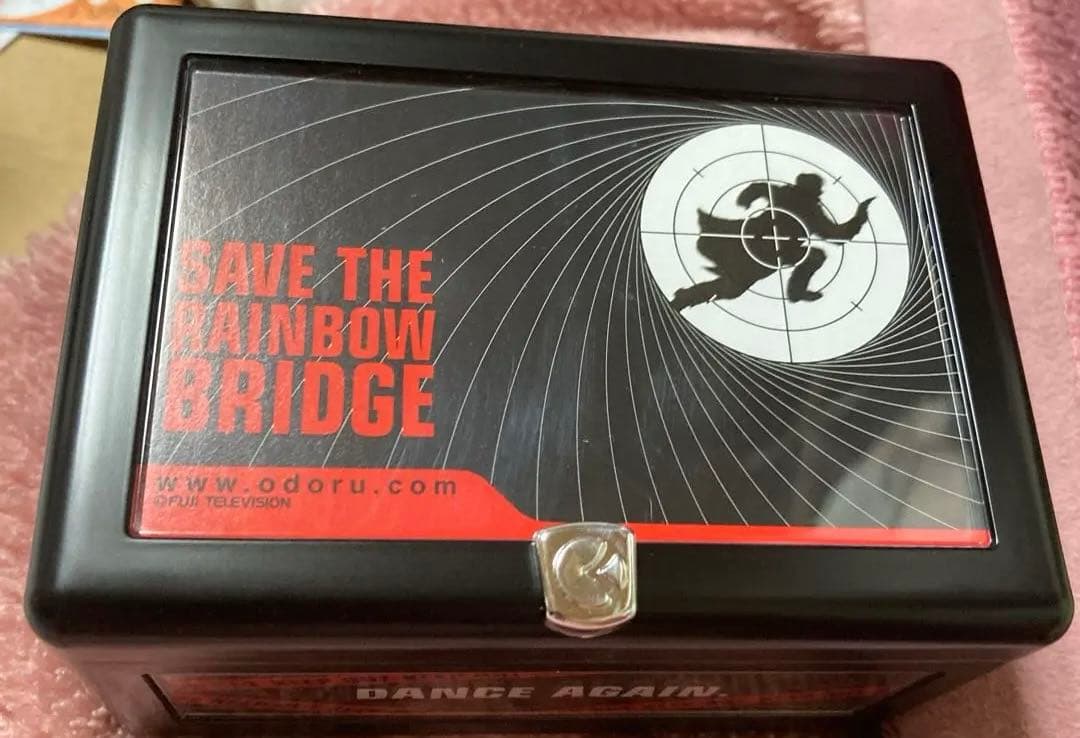 SAVE THE
RAINBOW
BRIDGE
www.odoru.com
©FUJI TELEVISION
DANCE AGAIN.